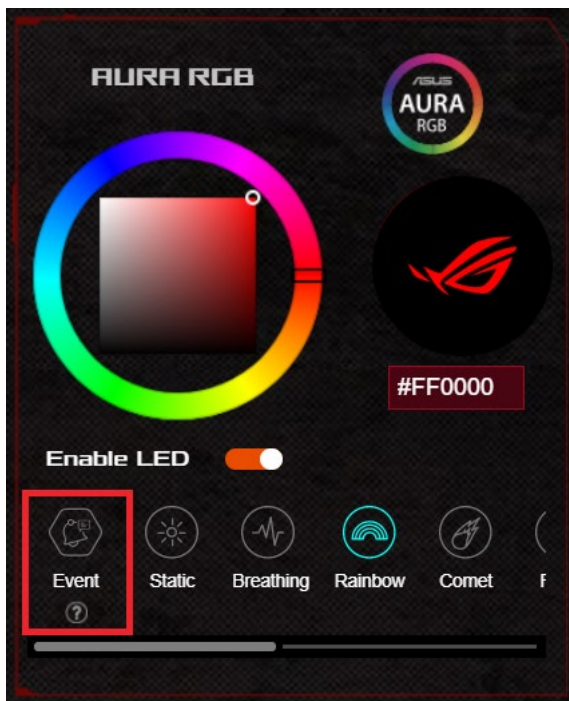 AURA RGB
ASUS
AURA
RGB
#FF0000
Enable LED
Event Static Breathing Rainbow Comet F
?